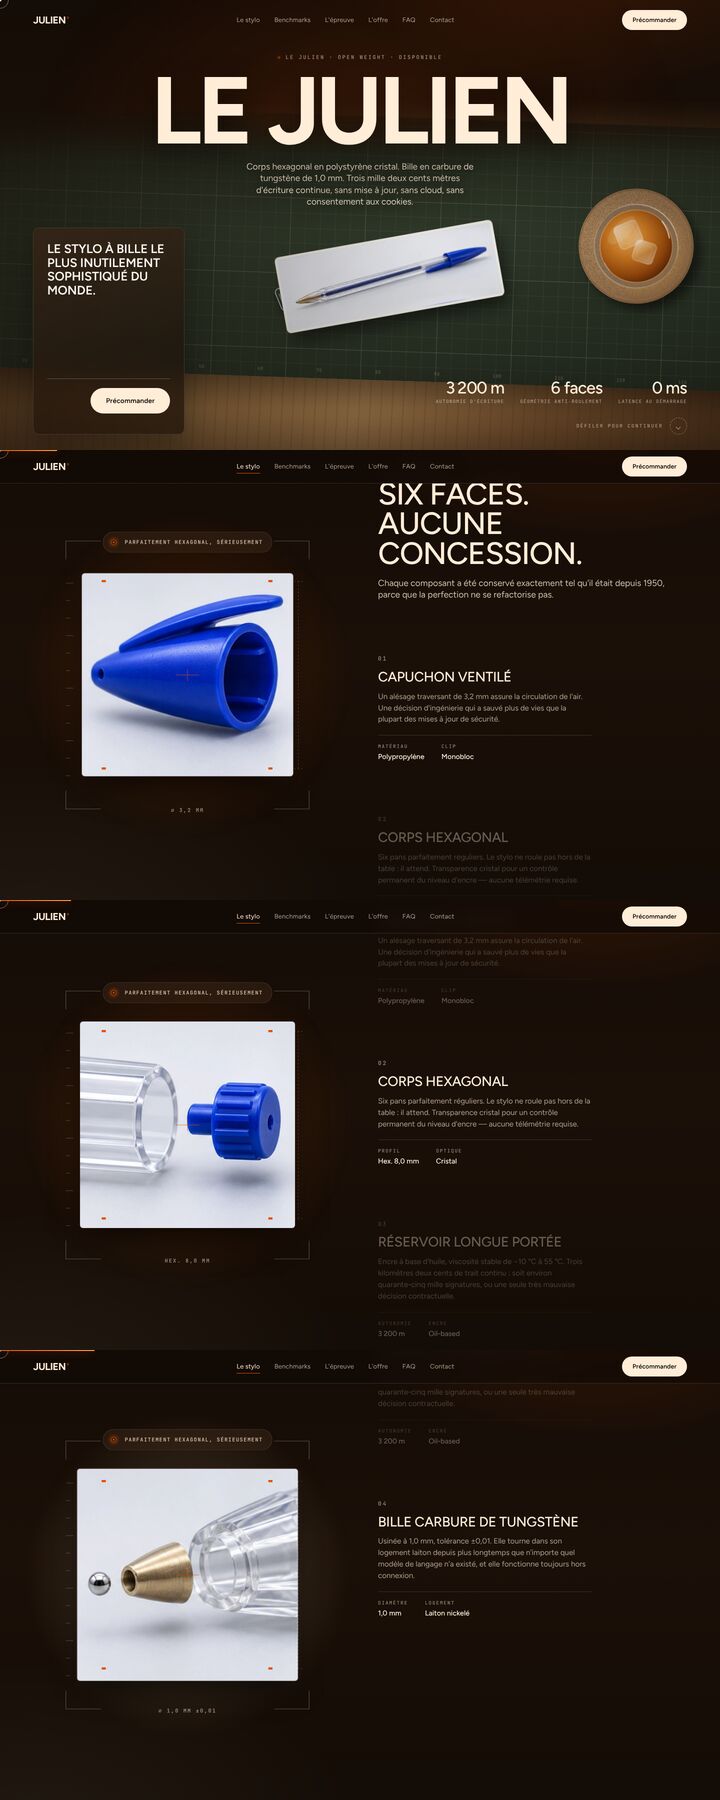 JULIEN
Le stylo
Benchmarks
L'épreuve
L'offre
FAQ
Contact
Précommander
LE JULIEN · OPEN WEIGHT · DISPONIBLE
LE JULIEN
Corps hexagonal en polystyrène cristal. Bille en carbure de
tungstène de 1,0 mm. Trois mille deux cents mètres
d'écriture continue, sans mise à jour, sans cloud, sans
consentement aux cookies.
LE STYLO À BILLE LE
PLUS INUTILEMENT
SOPHISTIQUÉ DU
MONDE.
Précommander
3 200 m
6 faces
0 ms
AUTONOMIE D'ÉCRITURE
GÉOMÉTRIE ANTI-ROULEMENT
LATENCE AU DÉMARRAGE
DÉFILER POUR CONTINUER
JULIEN
Le stylo
Benchmarks
L'épreuve
L'offre
FAQ
Contact
Précommander
SIX FACES.
AUCUNE
CONCESSION.
Chaque composant a été conservé exactement tel qu'il était depuis 1950,
parce que la perfection ne se refactorise pas.
PARFAITEMENT HEXAGONAL, SÉRIEUSEMENT
ø 3,2 MM
01
CAPUCHON VENTILÉ
Un alésage traversant de 3,2 mm assure la circulation de l'air.
Une décision d'ingénierie qui a sauvé plus de vies que la
plupart des mises à jour de sécurité.
MATÉRIAU
CLIP
Polypropylène
Monobloc
02
CORPS HEXAGONAL
Six pans parfaitement réguliers. Le stylo ne roule pas hors de la
table : il attend. Transparence cristal pour un contrôle
permanent du niveau d'encre — aucune télémétrie requise.
JULIEN
Le stylo
Benchmarks
L'épreuve
L'offre
FAQ
Contact
Précommander
Un alésage traversant de 3,2 mm assure la circulation de l'air.
Une décision d'ingénierie qui a sauvé plus de vies que la
plupart des mises à jour de sécurité.
MATÉRIAU
CLIP
Polypropylène
Monobloc
PARFAITEMENT HEXAGONAL, SÉRIEUSEMENT
HEX. 8,0 MM
02
CORPS HEXAGONAL
Six pans parfaitement réguliers. Le stylo ne roule pas hors de la
table : il attend. Transparence cristal pour un contrôle
permanent du niveau d'encre — aucune télémétrie requise.
PROFIL
OPTIQUE
Hex. 8,0 mm
Cristal
03
RÉSERVOIR LONGUE PORTÉE
Encre à base d'huile, viscosité stable de −10 °C à 55 °C. Trois
kilomètres deux cents de trait continu : soit environ
quarante-cinq mille signatures, ou une seule très mauvaise
décision contractuelle.
AUTONOMIE
ENCRE
3 200 m
Oil-based
JULIEN
Le stylo
Benchmarks
L'épreuve
L'offre
FAQ
Contact
Précommander
quarante-cinq mille signatures, ou une seule très mauvaise
décision contractuelle.
AUTONOMIE
ENCRE
3 200 m
Oil-based
PARFAITEMENT HEXAGONAL, SÉRIEUSEMENT
ø 1,0 MM ±0,01
04
BILLE CARBURE DE TUNGSTÈNE
Usinée à 1,0 mm, tolérance ±0,01. Elle tourne dans son
logement laiton depuis plus longtemps que n'importe quel
modèle de langage n'a existé, et elle fonctionne toujours hors
connexion.
DIAMÈTRE
LOGEMENT
1,0 mm
Laiton nickelé